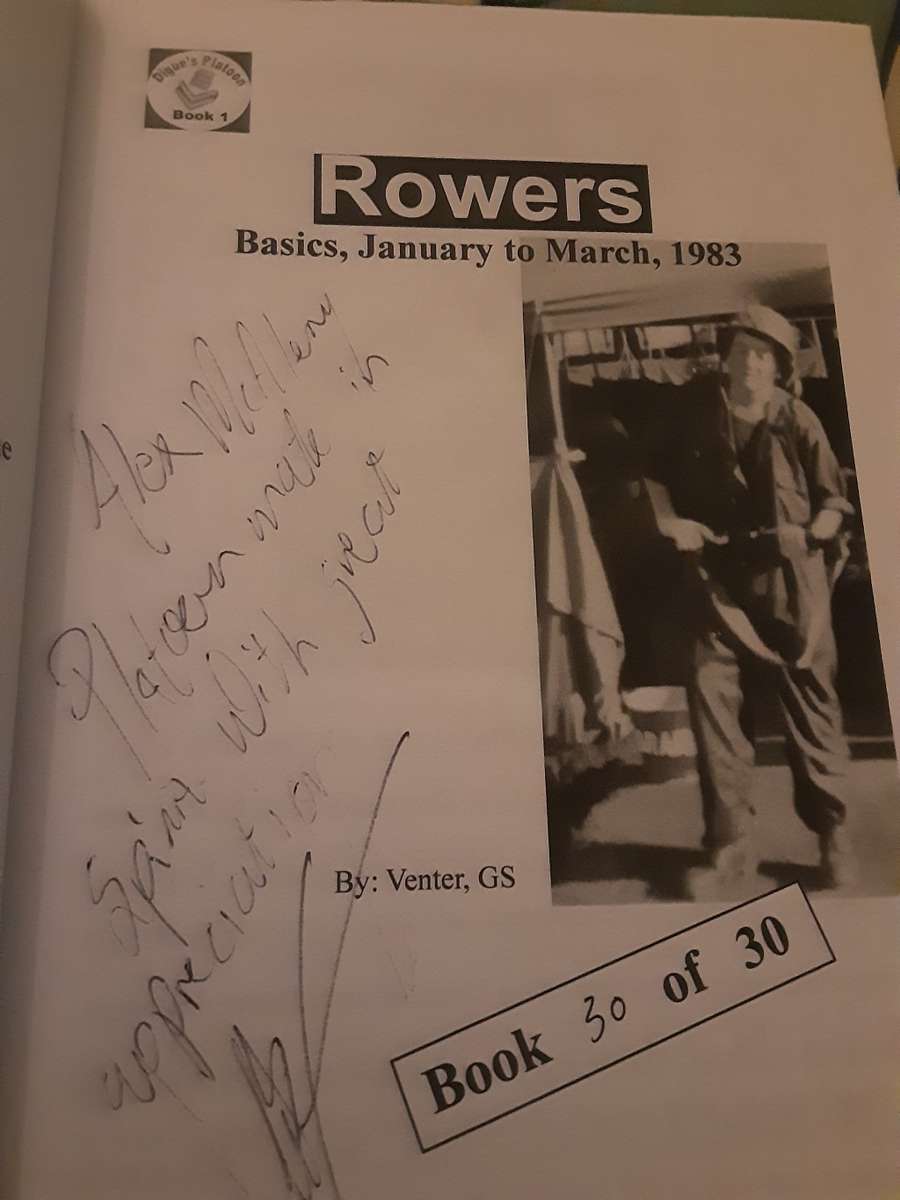 Digue's Platoon
Book 1
Rowers
Basics, January to March, 1983
Alex McAleny
Platoon mate in
Spirit with great
appreciation
By: Venter, GS
Book 30 of 30
e